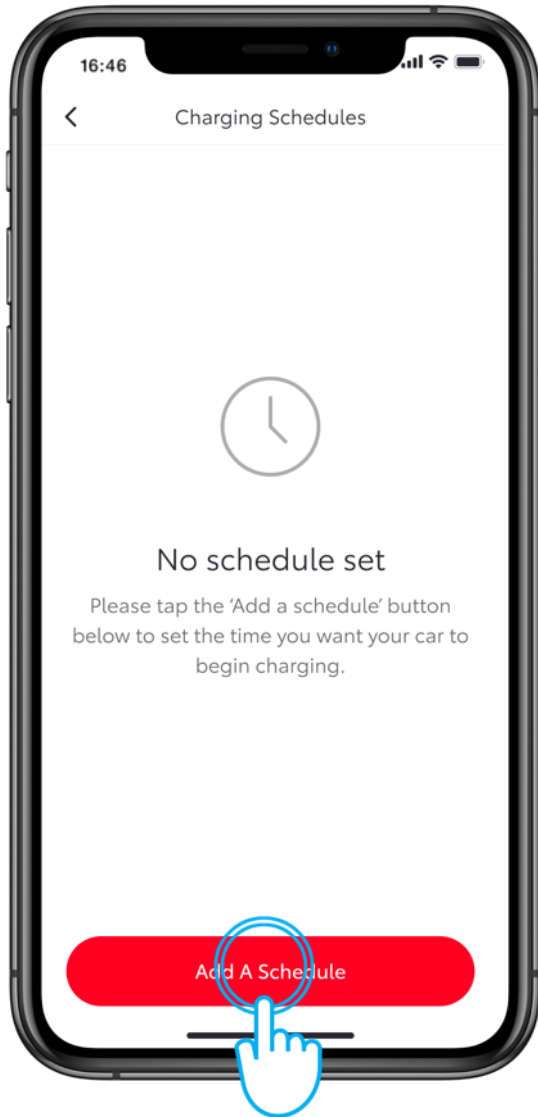 16:46
Charging Schedules
No schedule set
Please tap the ‘Add a schedule’ button
below to set the time you want your car to
begin charging.
Add A Schedule